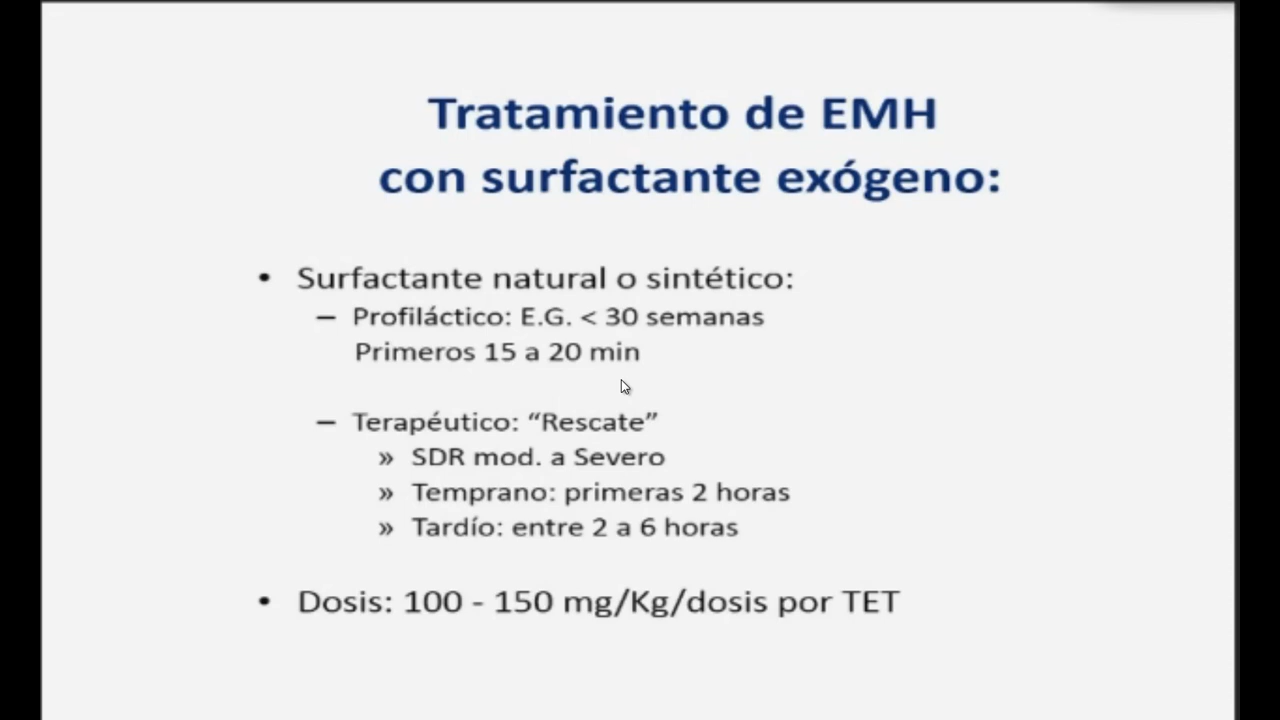 Tratamiento de EMH
con surfactante exógeno:
• Surfactante natural o sintético:
– Profiláctico: E.G. < 30 semanas
Primeros 15 a 20 min
– Terapéutico: “Rescate”
» SDR mod. a Severo
» Temprano: primeras 2 horas
» Tardío: entre 2 a 6 horas
• Dosis: 100 - 150 mg/Kg/dosis por TET